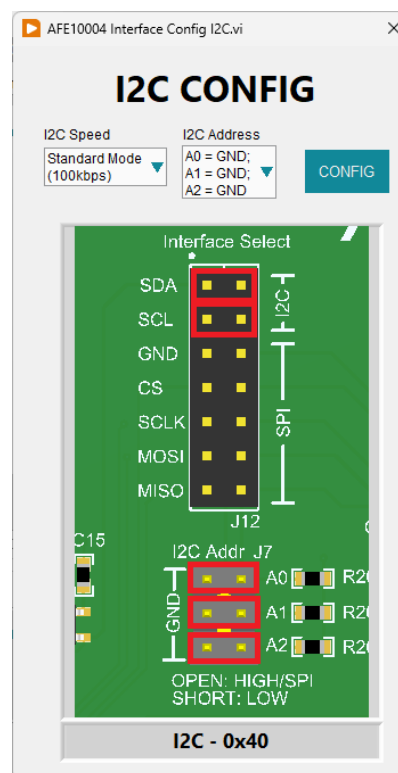 AFE10004 Interface Config I2C.vi
I2C CONFIG
I2C Speed
I2C Address
Standard Mode
(100kbps)
A0 = GND;
A1 = GND;
A2 = GND
CONFIG
Interface Select
SDA
SCL
I2C
GND
CS
SCLK
MOSI
MISO
SPI
J12
C15
I2C Addr J7
GND
A0
A1
A2
OPEN: HIGH/SPI
SHORT: LOW
I2C - 0x40